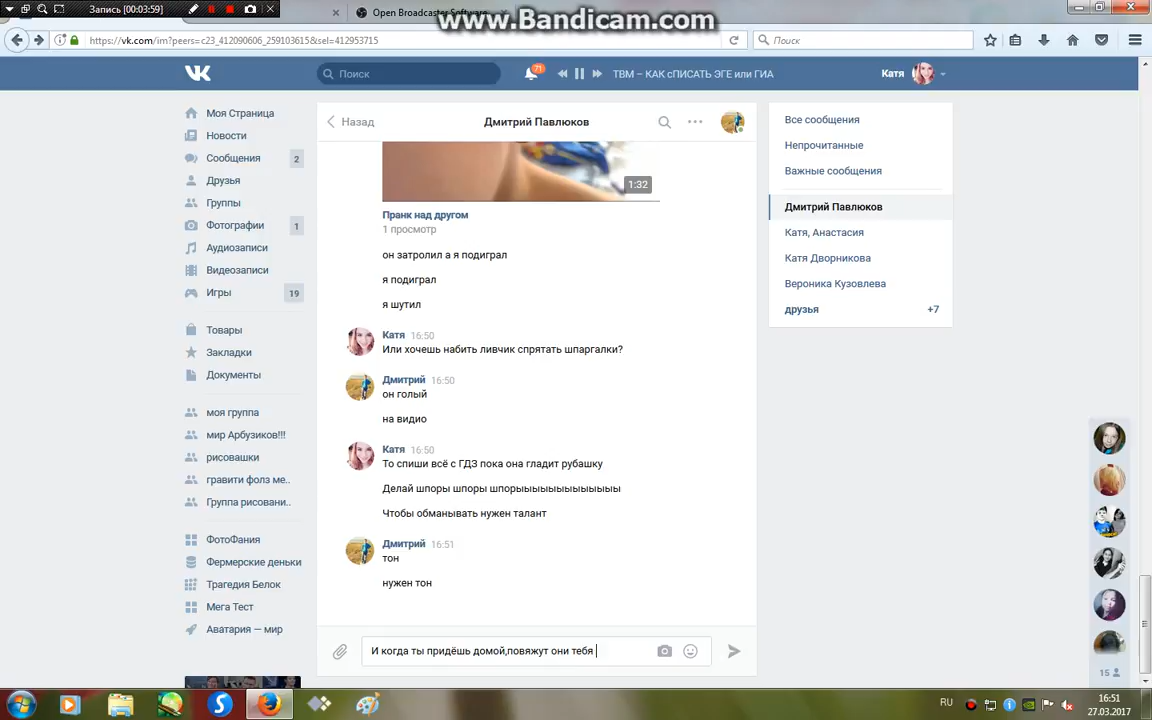 Запись [00:03:59]
Open Broadcaster Software
www.Bandicam.com
https://vk.com/im?peers=c23_412090606_259103615&sel=412953715
Поиск
Поиск
71
ТВМ – КАК сПИСАТЬ ЭГЕ или ГИА
Катя
Моя Страница
Новости
Сообщения 2
Друзья
Группы
Фотографии 1
Аудиозаписи
Видеозаписи
Игры 19
Товары
Закладки
Документы
моя группа
мир Арбузиков!!!
рисовашки
гравити фолз ме..
Группа рисовани..
ФотоФания
Фермерские деньки
Трагедия Белок
Мега Тест
Аватария — мир
Назад
Дмитрий Павлюков
1:32
Пранк над другом
1 просмотр
он затролил а я подиграл
я подиграл
я шутил
Катя 16:50
Или хочешь набить ливчик спрятать шпаргалки?
Дмитрий 16:50
он голый
на видио
Катя 16:50
То спиши всё с ГДЗ пока она гладит рубашку
Делай шпоры шпоры шпорыыыыыыыыыыыы
Чтобы обманывать нужен талант
Дмитрий 16:51
тон
нужен тон
И когда ты придёшь домой,повяжут они тебя
Все сообщения
Непрочитанные
Важные сообщения
Дмитрий Павлюков
Катя, Анастасия
Катя Дворникова
Вероника Кузовлева
друзья +7
15
RU
16:51
27.03.2017